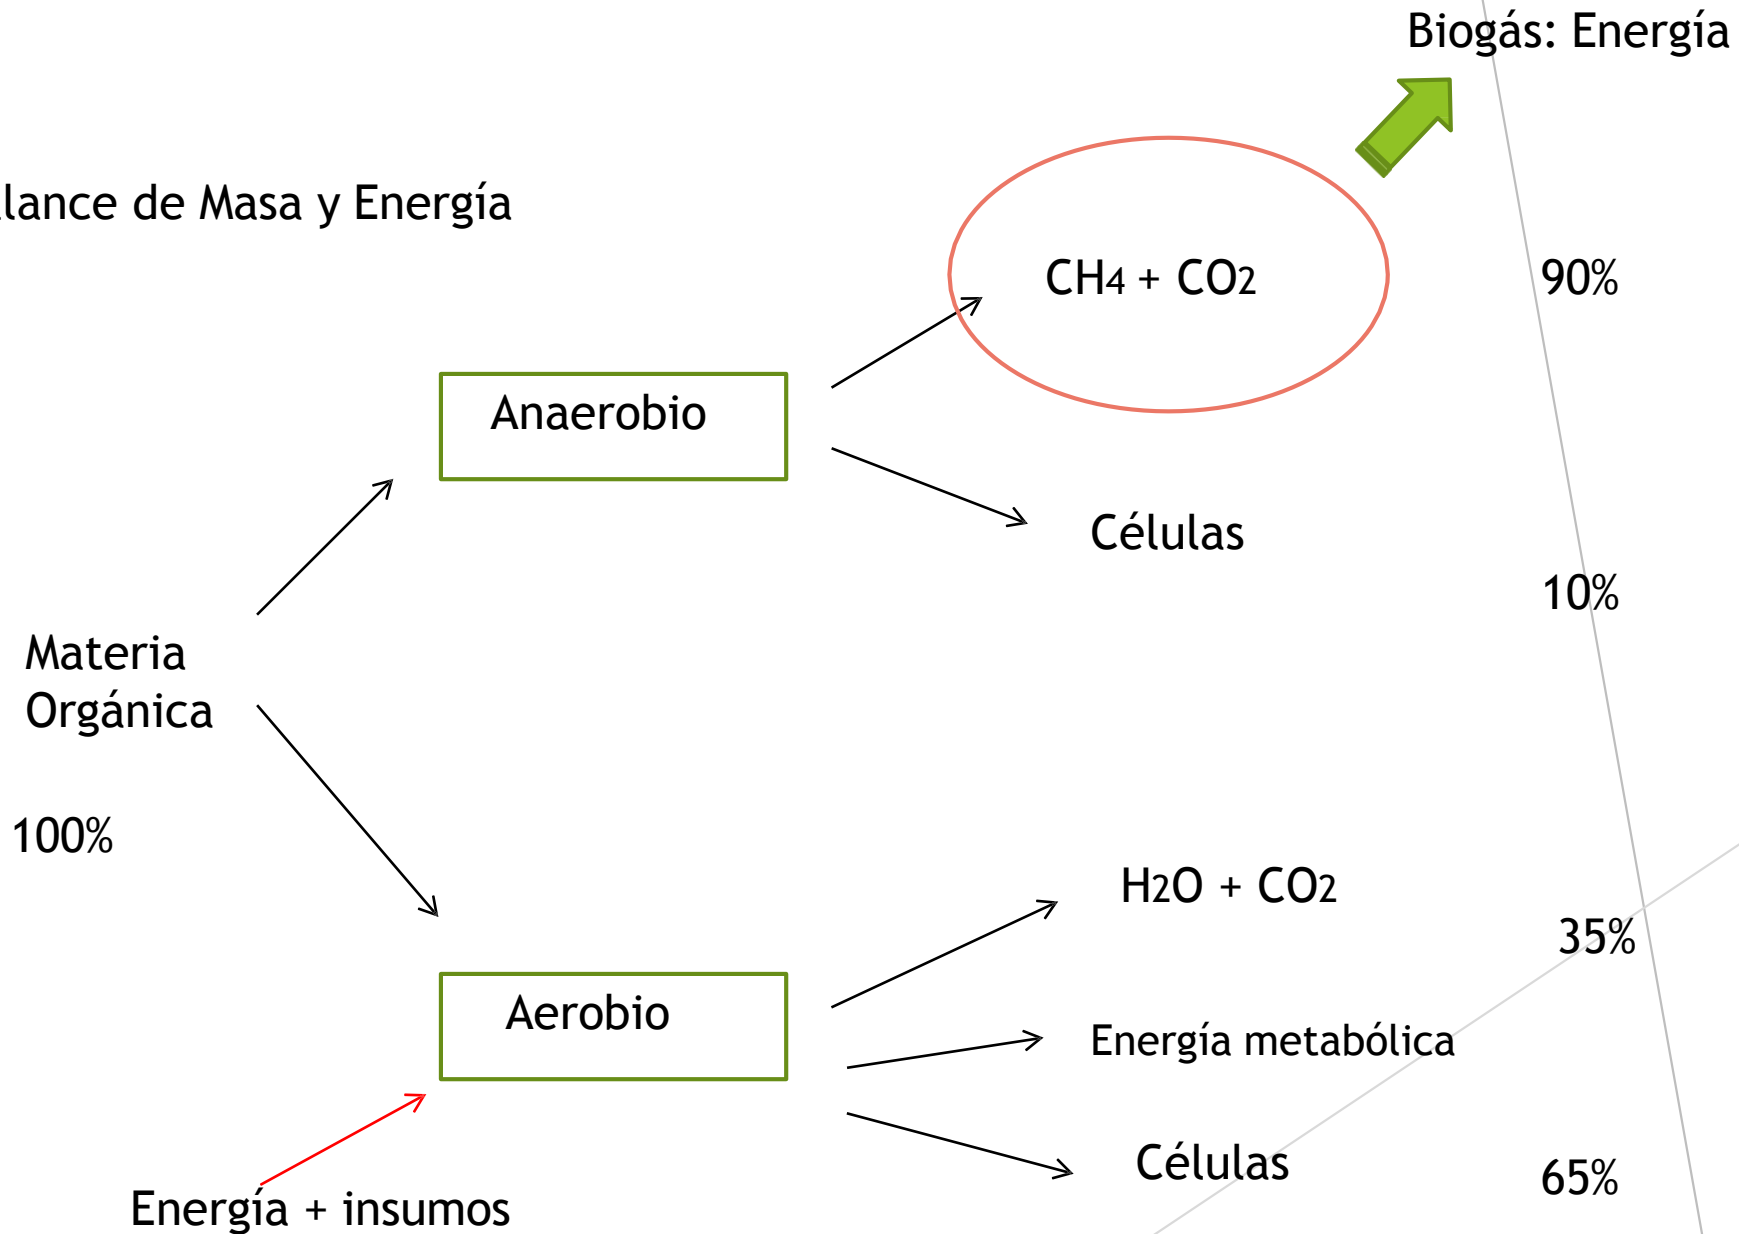 Biogás: Energía
lance de Masa y Energía
CH4 + CO2
90%
Anaerobio
Células
10%
Materia
Orgánica
100%
H2O + CO2
35%
Aerobio
Energía metabólica
Células
65%
Energía + insumos